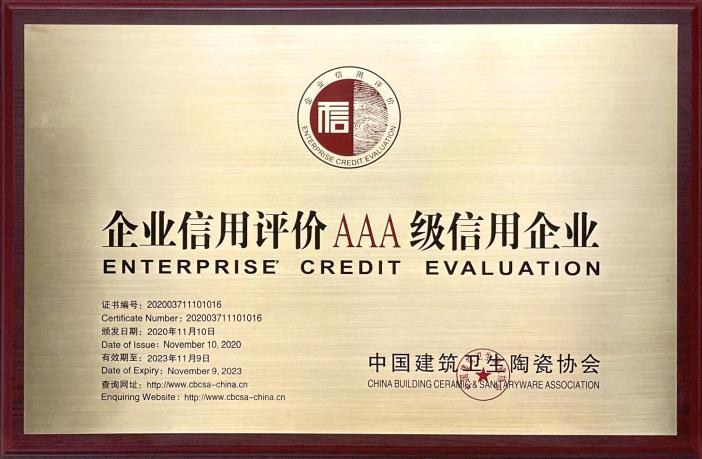 企业信用评价
信
ENTERPRISE CREDIT EVALUATION
企业信用评价AAA级信用企业
ENTERPRISE' CREDIT EVALUATION
证书编号：202003711101016
Certificate Number : 202003711101016
颁发日期：2020年11月10日
Date of Issue : November 10, 2020
有效期至：2023年11月9日
Date of Expiry : November 9, 2023
查询网址：http://www.cbcsa-china.cn
Enquiring Website : http://www.cbcsa-china.cn
中国建筑卫生陶瓷协会
CHINA BUILDING CERAMIC & SANITARYWARE ASSOCIATION